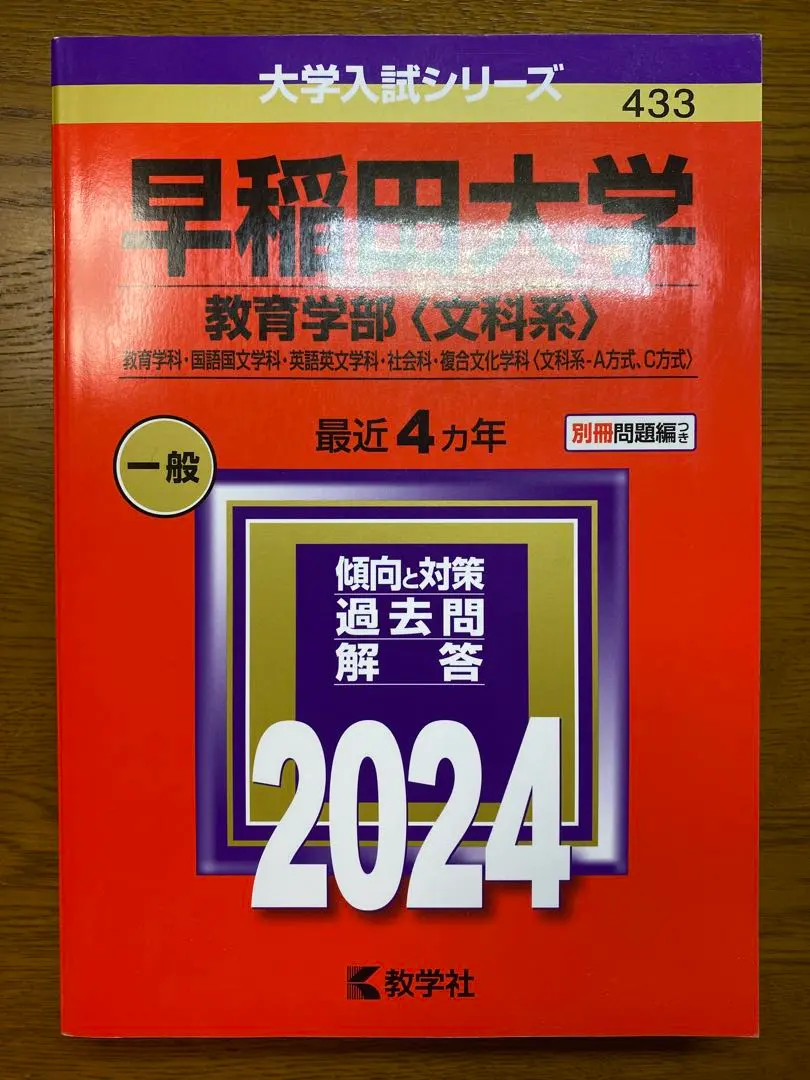 大学入試シリーズ
433
早稲田大学
教育学部〈文科系〉
教育学科・国語国文学科・英語英文学科・社会科・複合文化学科〈文科系-A方式、C方式〉
最近4カ年
別冊問題編つき
一般
傾向と対策
過去問
解答
2024
教学社